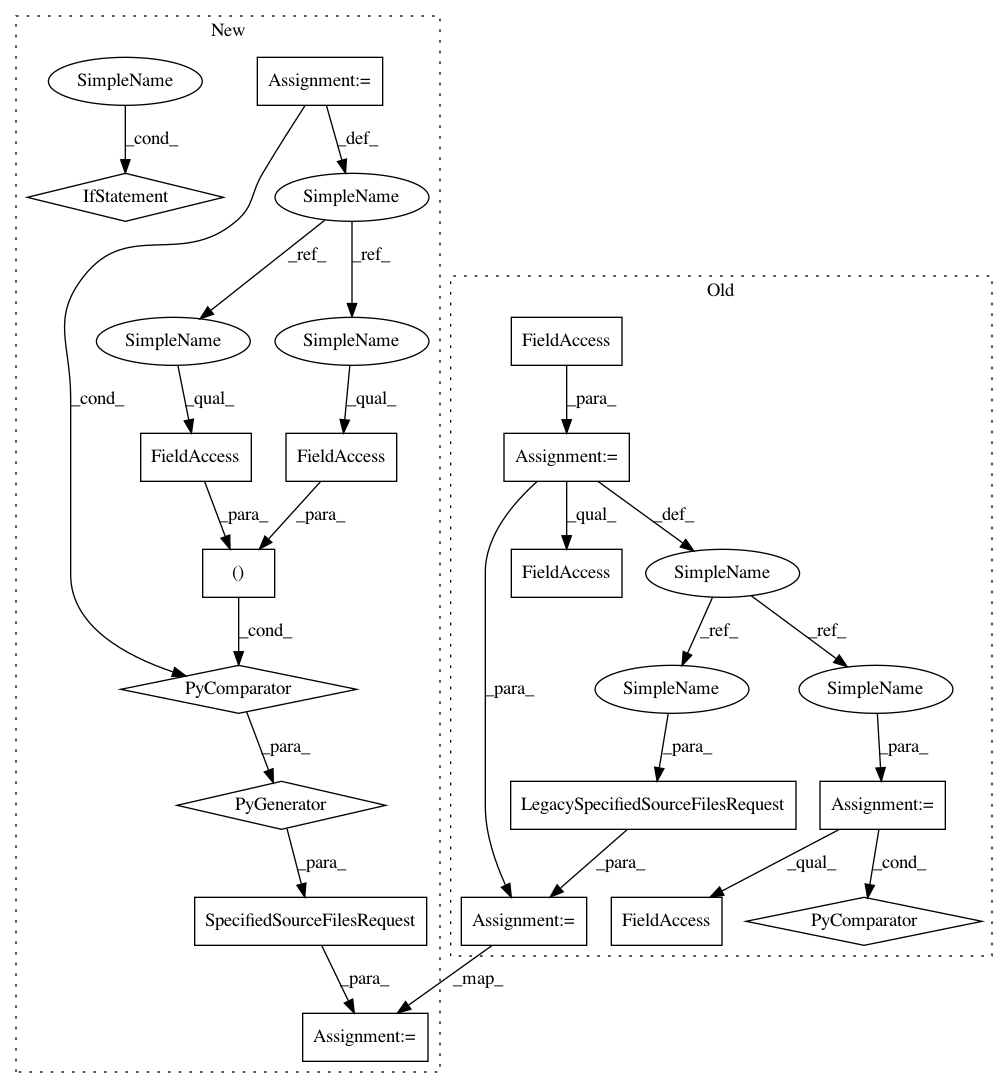 New
SimpleName
Assignment:=
_cond_
_def_
IfStatement
SimpleName
_ref_
_ref_
Old
SimpleName
SimpleName
FieldAccess
_cond_
_qual_
_qual_
_para_
FieldAccess
FieldAccess
Assignment:=
_para_
_para_
_qual_
_def_
()
FieldAccess
SimpleName
_cond_
_ref_
_ref_
PyComparator
_para_
SimpleName
SimpleName
_para_
_para_
_para_
PyGenerator
LegacySpecifiedSourceFilesRequest
Assignment:=
_para_
_para_
_qual_
_cond_
SpecifiedSourceFilesRequest
Assignment:=
FieldAccess
PyComparator
_para_
_map_
Assignment:=